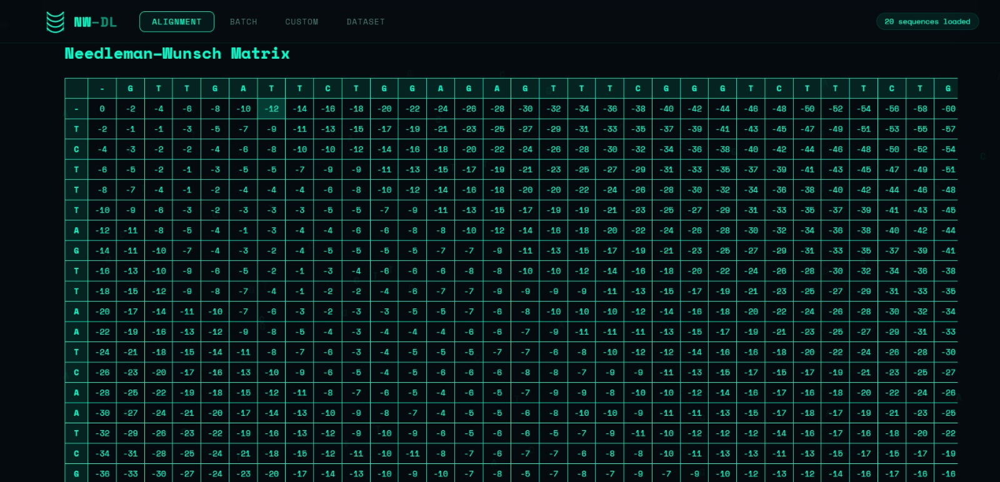 NW-DL ALIGNMENT BATCH CUSTOM DATASET 20 sequences loaded
Needleman-Wunsch Matrix
- G T T G A T T C T G G A G A G T T T C G G G T C T T T C T G
- 0 -2 -4 -6 -8 -10 -12 -14 -16 -18 -20 -22 -24 -26 -28 -30 -32 -34 -36 -38 -40 -42 -44 -46 -48 -50 -52 -54 -56 -58 -60
T -2 -1 -1 -3 -5 -7 -9 -11 -13 -15 -17 -19 -21 -23 -25 -27 -29 -31 -33 -35 -37 -39 -41 -43 -45 -47 -49 -51 -53 -55 -57
C -4 -3 -2 -2 -4 -6 -8 -10 -10 -12 -14 -16 -18 -20 -22 -24 -26 -28 -30 -32 -34 -36 -38 -40 -42 -44 -46 -48 -50 -52 -54
T -6 -5 -2 -1 -3 -5 -5 -7 -9 -9 -11 -13 -15 -17 -19 -21 -23 -25 -27 -29 -31 -33 -35 -37 -39 -41 -43 -45 -47 -49 -51
T -8 -7 -4 -1 -2 -4 -4 -4 -6 -8 -10 -12 -14 -16 -18 -20 -20 -22 -24 -26 -28 -30 -32 -34 -36 -38 -40 -42 -44 -46 -48
T -10 -9 -6 -3 -2 -3 -3 -3 -5 -5 -7 -9 -11 -13 -15 -17 -19 -19 -21 -23 -25 -27 -29 -31 -33 -35 -37 -39 -41 -43 -45
A -12 -11 -8 -5 -4 -1 -3 -4 -4 -6 -6 -8 -8 -10 -12 -14 -16 -18 -20 -22 -24 -26 -28 -30 -32 -34 -36 -38 -40 -42 -44
G -14 -11 -10 -7 -4 -3 -2 -4 -5 -5 -5 -5 -7 -7 -9 -11 -13 -15 -17 -19 -21 -23 -25 -27 -29 -31 -33 -35 -37 -39 -41
T -16 -13 -10 -9 -6 -5 -2 -1 -3 -4 -6 -6 -6 -8 -8 -10 -10 -12 -14 -16 -18 -20 -22 -24 -26 -28 -30 -32 -34 -36 -38
T -18 -15 -12 -9 -8 -7 -4 -1 -2 -2 -4 -6 -7 -7 -9 -9 -9 -9 -11 -13 -15 -17 -19 -21 -23 -25 -27 -29 -31 -33 -35
A -20 -17 -14 -11 -10 -7 -6 -3 -2 -3 -3 -5 -5 -7 -6 -8 -10 -10 -10 -12 -14 -16 -18 -20 -22 -24 -26 -28 -30 -32 -34
A -22 -19 -16 -13 -12 -9 -8 -5 -4 -3 -4 -4 -4 -6 -6 -7 -9 -11 -11 -11 -13 -15 -17 -19 -21 -23 -25 -27 -29 -31 -33
T -24 -21 -18 -15 -14 -11 -8 -7 -6 -3 -4 -5 -5 -5 -7 -7 -6 -8 -10 -12 -12 -14 -16 -16 -18 -20 -22 -24 -26 -28 -30
C -26 -23 -20 -17 -16 -13 -10 -9 -6 -5 -4 -5 -6 -6 -6 -8 -8 -7 -9 -9 -11 -13 -15 -17 -15 -17 -19 -21 -23 -25 -27
A -28 -25 -22 -19 -18 -15 -12 -11 -8 -7 -6 -5 -4 -6 -5 -7 -9 -9 -8 -10 -10 -12 -14 -16 -17 -16 -18 -20 -22 -24 -26
A -30 -27 -24 -21 -20 -17 -14 -13 -10 -9 -8 -7 -4 -5 -5 -6 -8 -10 -10 -9 -11 -11 -13 -15 -17 -18 -17 -19 -21 -23 -25
T -32 -29 -26 -23 -22 -19 -16 -13 -12 -9 -10 -9 -6 -5 -6 -6 -5 -7 -9 -11 -10 -12 -12 -12 -14 -16 -17 -16 -18 -20 -22
C -34 -31 -28 -25 -24 -21 -18 -15 -12 -11 -10 -11 -8 -7 -6 -7 -7 -6 -8 -8 -10 -11 -13 -13 -11 -13 -15 -17 -15 -17 -19
G -36 -33 -30 -27 -24 -23 -20 -17 -14 -13 -10 -9 -10 -7 -8 -5 -7 -8 -7 -9 -7 -9 -10 -12 -13 -12 -14 -16 -17 -16 -16